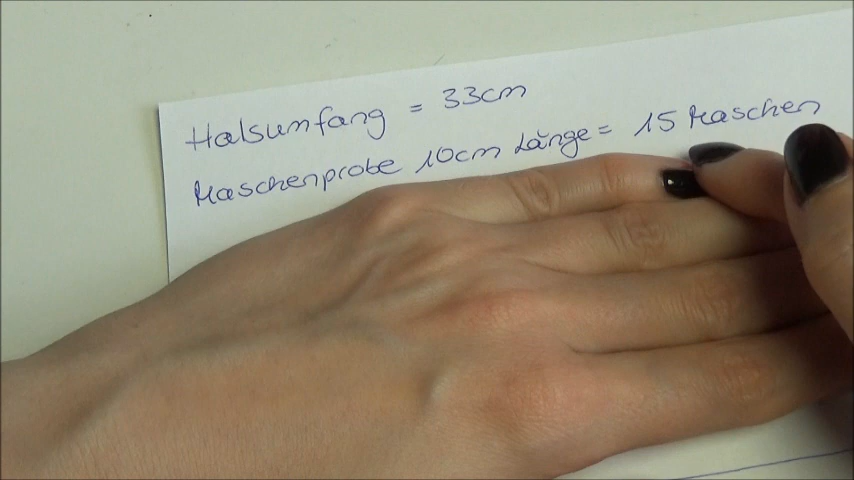 Halsumfang = 33cm
Maschenprobe 10cm Länge = 15 Maschen